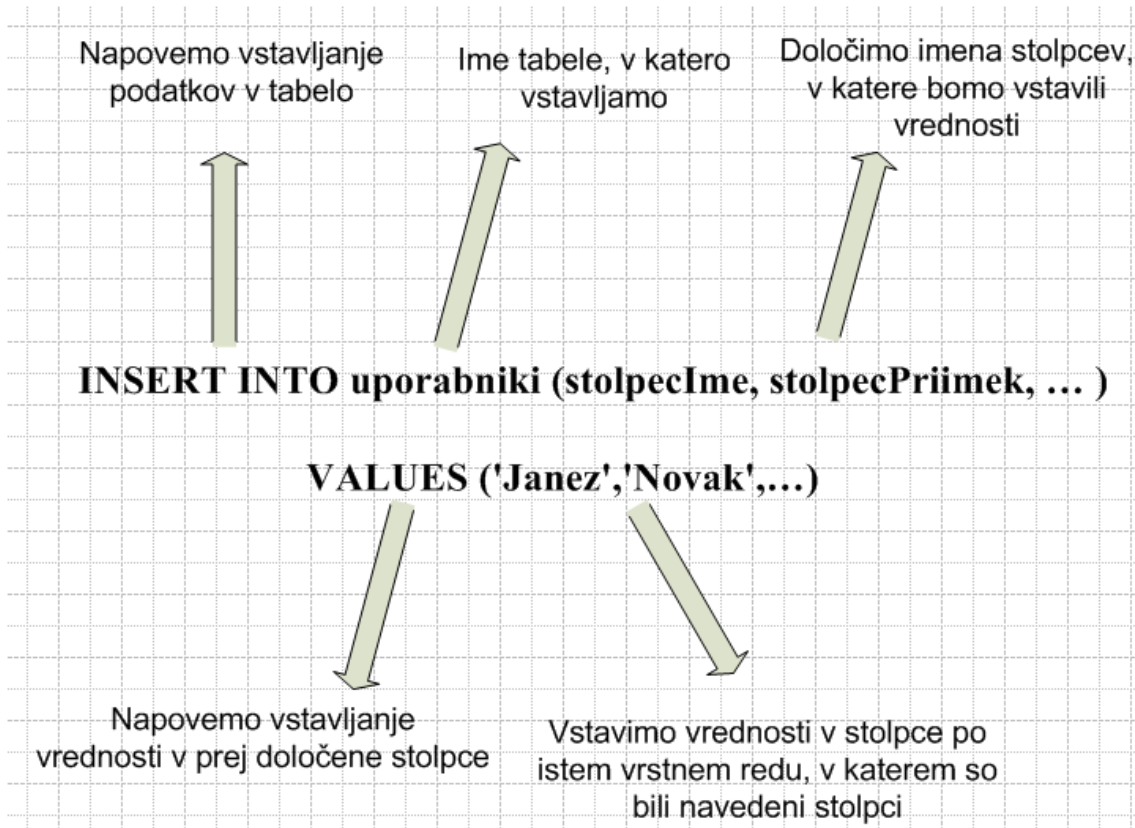 Napovemo vstavljanje
podatkov v tabelo
Ime tabele, v katero
vstavljamo
Določimo imena stolpcev,
v katere bomo vstavili
vrednosti
INSERT INTO uporabniki (stolpecIme, stolpecPriimek, … )
VALUES ('Janez','Novak',…)
Napovemo vstavljanje
vrednosti v prej določene stolpce
Vstavimo vrednosti v stolpce po
istem vrstnem redu, v katerem so
bili navedeni stolpci